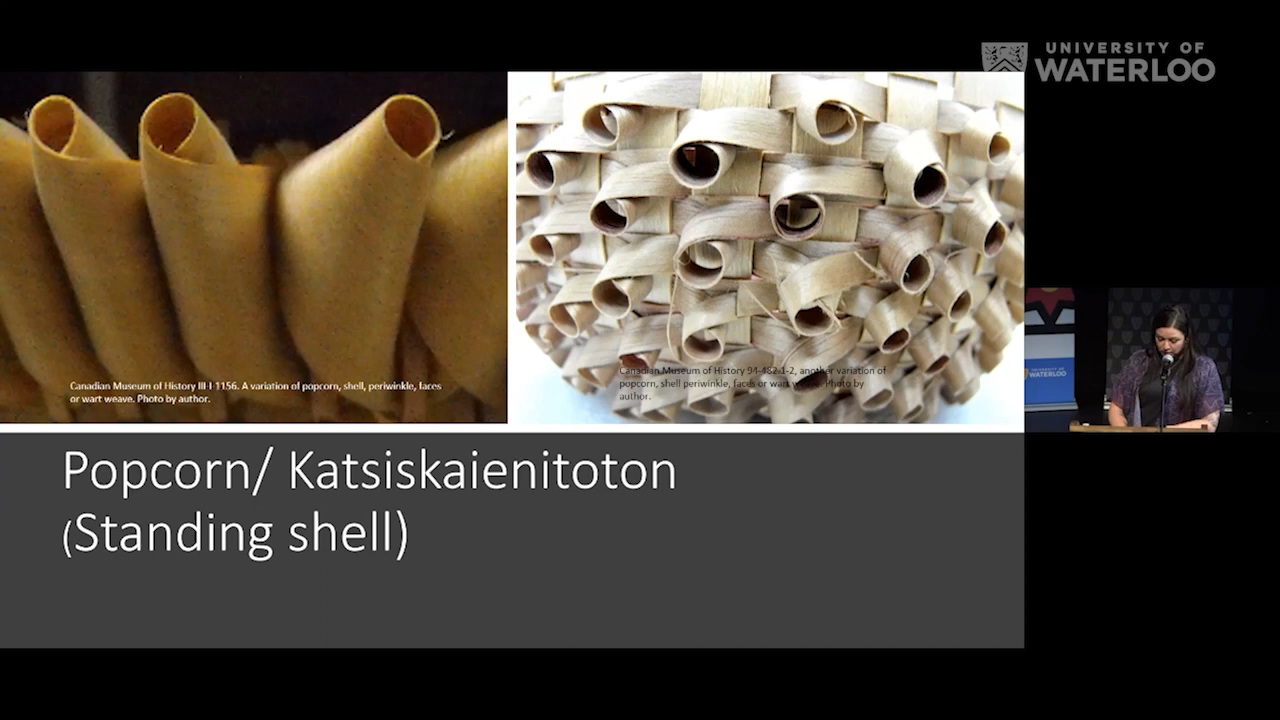 UNIVERSITY OF
WATERLOO
Canadian Museum of History III-I-1156. A variation of popcorn, shell, periwinkle, faces
or wart weave. Photo by author.
Canadian Museum of History 94-482.1-2, another variation of
popcorn, shell periwinkle, faces or wart weave. Photo by
author.
WATERLOO
Popcorn/ Katsiskaienitoton
(Standing shell)